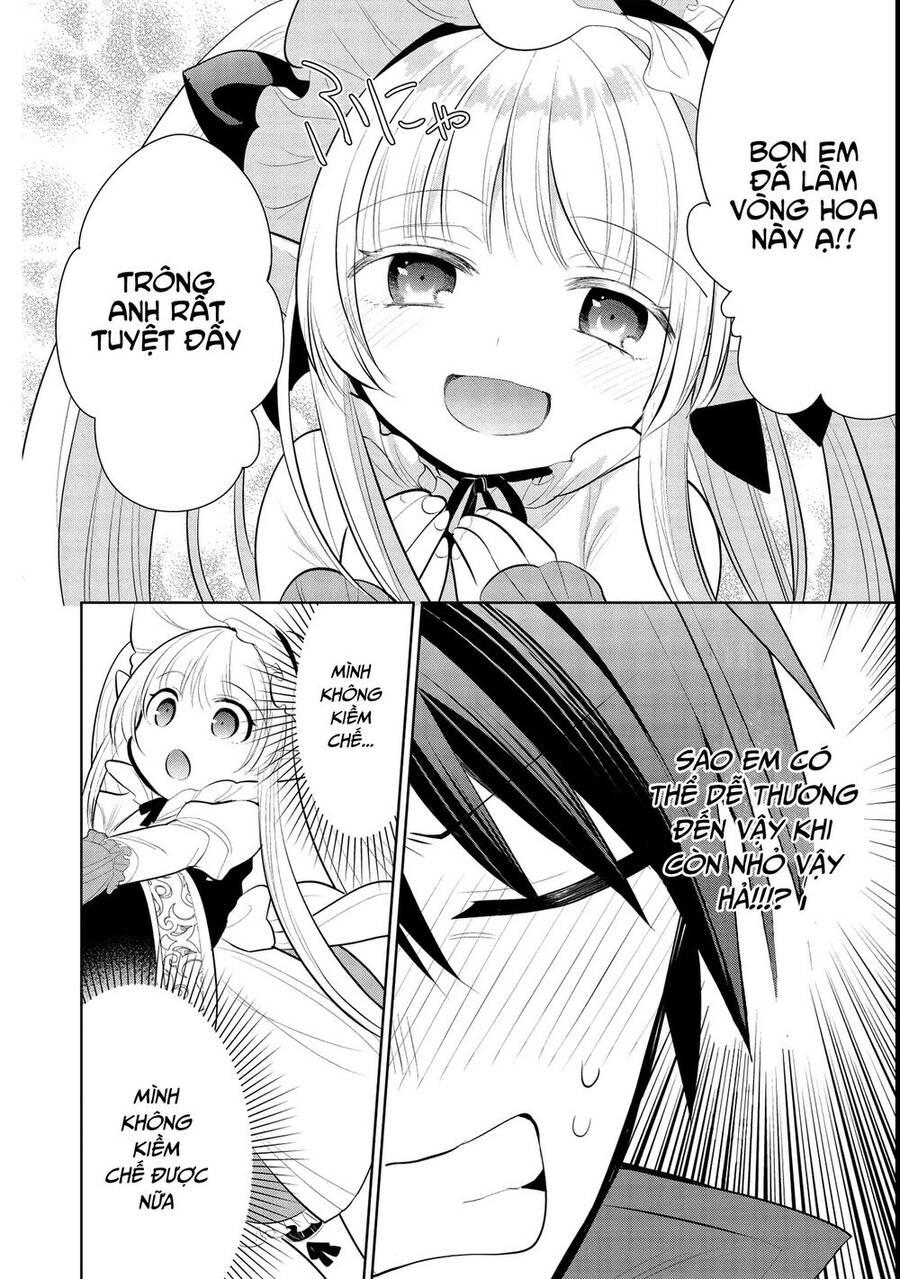 BỌN EM
ĐÃ LÀM
VÒNG HOA
NÀY Ạ!!
ふにゃ
TRÔNG
ANH RẤT
TUYỆT ĐẤY
SAO EM CÓ
THỂ DỄ THƯƠNG
ĐẾN VẬY KHI
CÒN NHỎ VẬY
HẢ!!!?
MÌNH
KHÔNG
KIỀM
CHẾ...
MÌNH
KHÔNG
KIỀM
CHẾ ĐƯỢC
NỮA